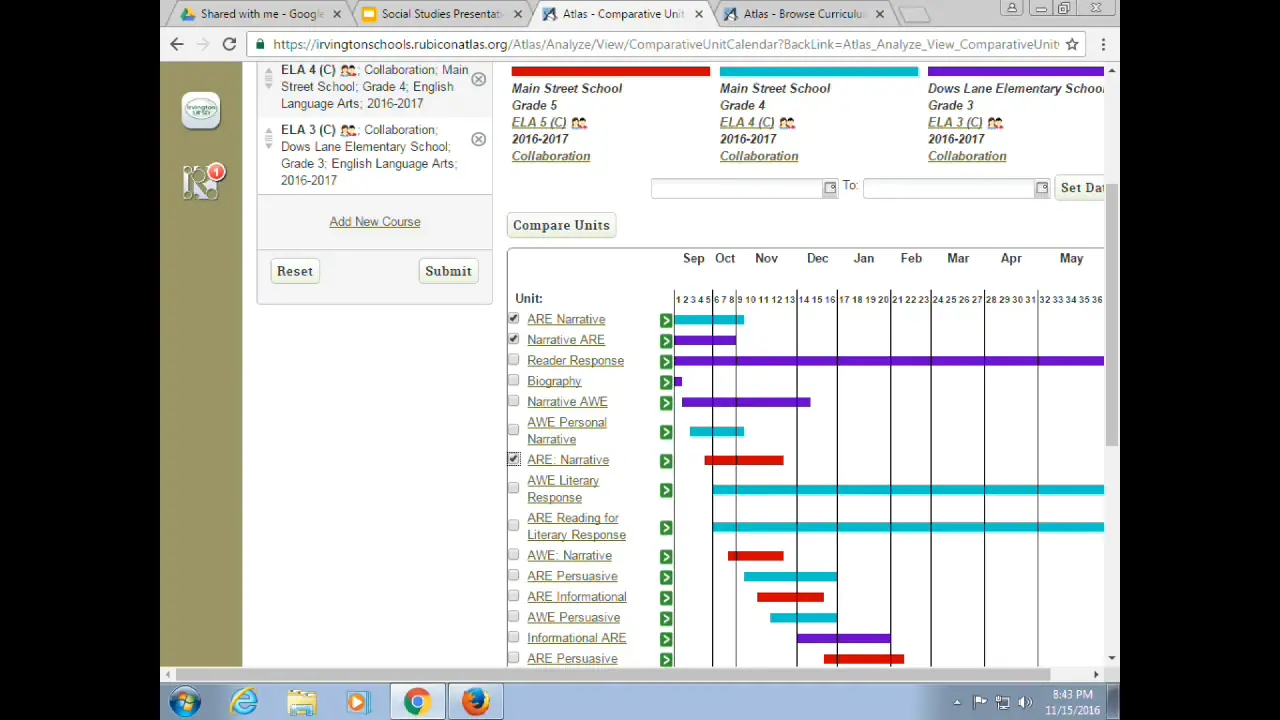 Shared with me - Google
Social Studies Presentati
Atlas - Comparative Unit
Atlas - Browse Curriculu
https://irvingtonschools.rubiconatlas.org/Atlas/Analyze/View/ComparativeUnitCalendar?BackLink=Atlas_Analyze_View_ComparativeUnit
1
ELA 4 (C) : Collaboration; Main
Street School; Grade 4; English
Language Arts; 2016-2017
ELA 3 (C) : Collaboration;
Dows Lane Elementary School;
Grade 3; English Language Arts;
2016-2017
Add New Course
Reset
Submit
Main Street School
Grade 5
ELA 5 (C)
2016-2017
Collaboration
Main Street School
Grade 4
ELA 4 (C)
2016-2017
Collaboration
Dows Lane Elementary School
Grade 3
ELA 3 (C)
2016-2017
Collaboration
To:
Set Dat
Compare Units
Sep Oct Nov Dec Jan Feb Mar Apr May
Unit:
1 2 3 4 5 6 7 8 9 10 11 12 13 14 15 16 17 18 19 20 21 22 23 24 25 26 27 28 29 30 31 32 33 34 35 36
ARE Narrative
Narrative ARE
Reader Response
Biography
Narrative AWE
AWE Personal
Narrative
ARE: Narrative
AWE Literary
Response
ARE Reading for
Literary Response
AWE: Narrative
ARE Persuasive
ARE Informational
AWE Persuasive
Informational ARE
ARE Persuasive
8:43 PM
11/15/2016